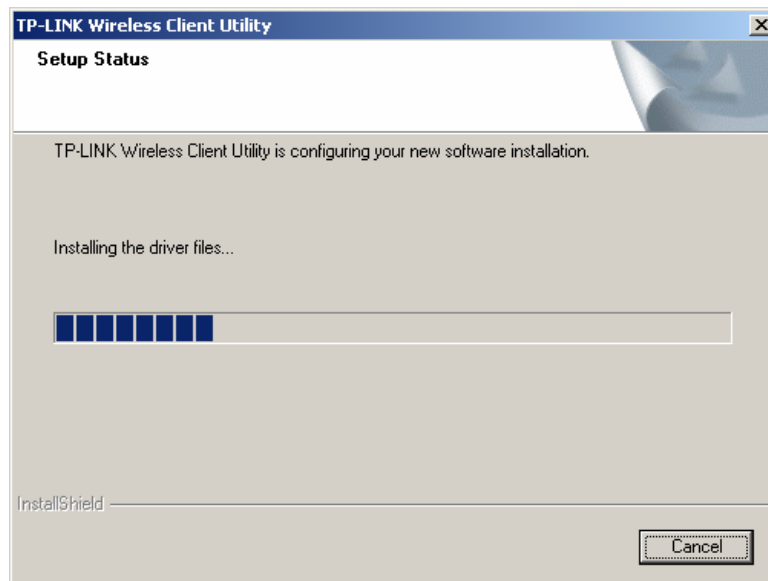 TP-LINK Wireless Client Utility
Setup Status
TP-LINK Wireless Client Utility is configuring your new software installation.
Installing the driver files...
InstallShield
Cancel